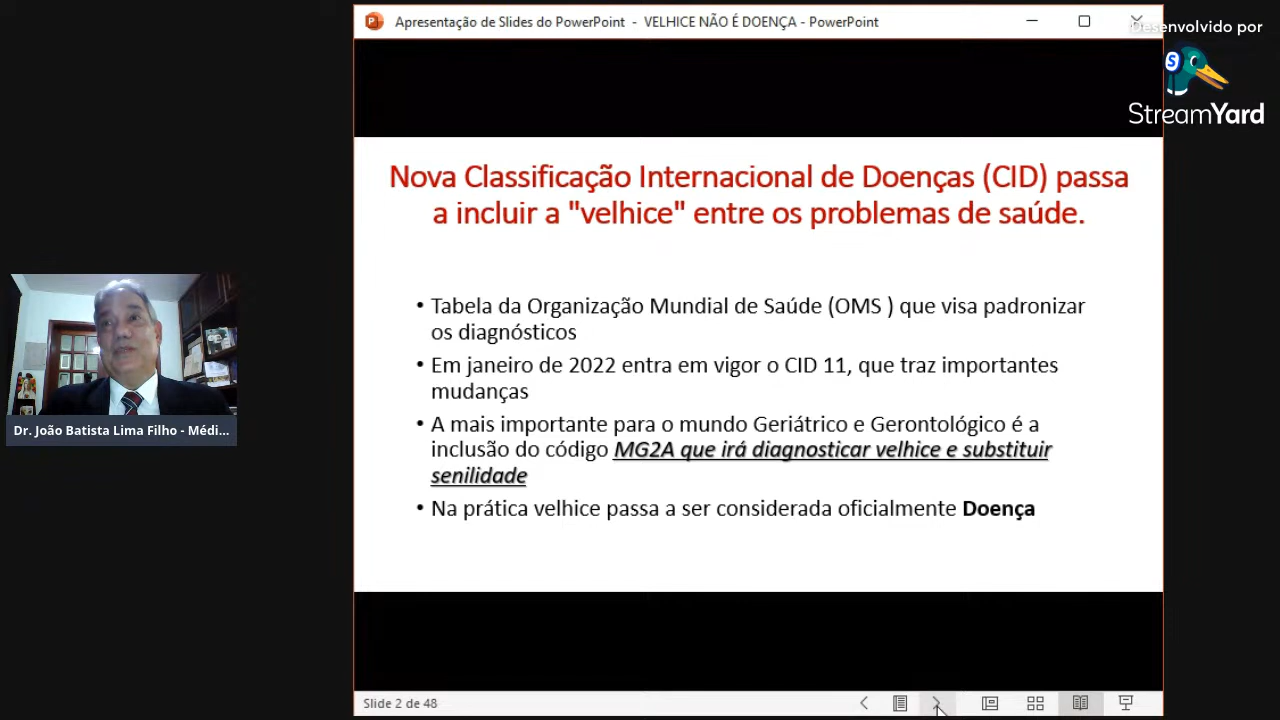 Apresentação de Slides do PowerPoint - VELHICE NÃO É DOENÇA - PowerPoint
Desenvolvido por
S
StreamYard
Nova Classificação Internacional de Doenças (CID) passa
a incluir a "velhice" entre os problemas de saúde.
• Tabela da Organização Mundial de Saúde (OMS ) que visa padronizar
os diagnósticos
• Em janeiro de 2022 entra em vigor o CID 11, que traz importantes
mudanças
• A mais importante para o mundo Geriátrico e Gerontológico é a
inclusão do código MG2A que irá diagnosticar velhice e substituir
senilidade
• Na prática velhice passa a ser considerada oficialmente Doença
Dr. João Batista Lima Filho - Médi...
Slide 2 de 48